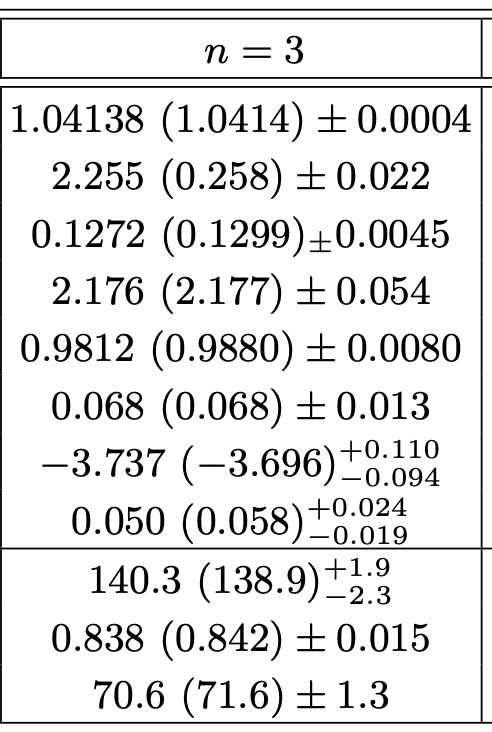 n = 3
1.04138 (1.0414) ± 0.0004
2.255 (0.258) ± 0.022
0.1272 (0.1299)±0.0045
2.176 (2.177) ± 0.054
0.9812 (0.9880) ± 0.0080
0.068 (0.068) ± 0.013
−3.737 (−3.696)^{+0.110}_{−0.094}
0.050 (0.058)^{+0.024}_{−0.019}
140.3 (138.9)^{+1.9}_{−2.3}
0.838 (0.842) ± 0.015
70.6 (71.6) ± 1.3